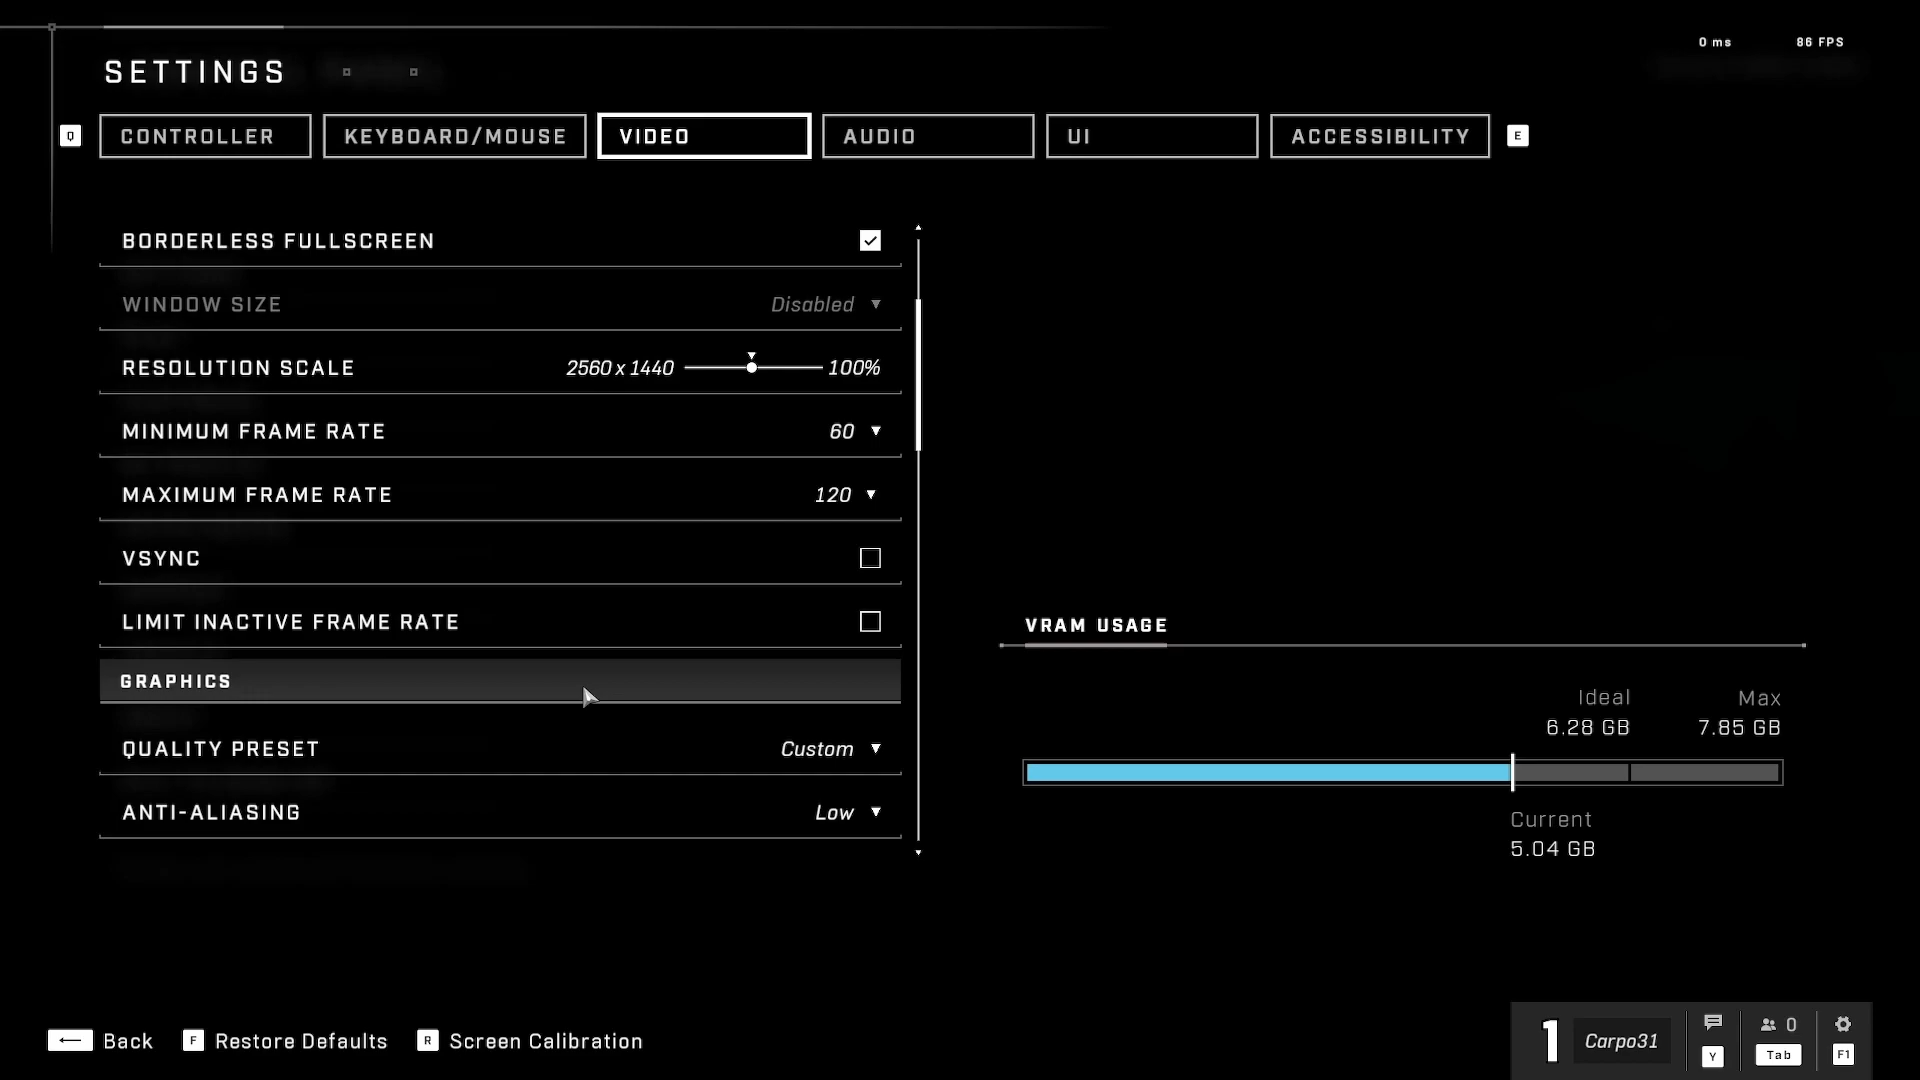 0 ms 86 FPS
SETTINGS
Q CONTROLLER KEYBOARD/MOUSE VIDEO AUDIO UI ACCESSIBILITY E
BORDERLESS FULLSCREEN
WINDOW SIZE Disabled
RESOLUTION SCALE 2560 x 1440 100%
MINIMUM FRAME RATE 60
MAXIMUM FRAME RATE 120
VSYNC
LIMIT INACTIVE FRAME RATE
GRAPHICS
QUALITY PRESET Custom
ANTI-ALIASING Low
VRAM USAGE
Ideal Max
6.28 GB 7.85 GB
Current
5.04 GB
Back F Restore Defaults R Screen Calibration
1 Carpo31 0
Y Tab F1